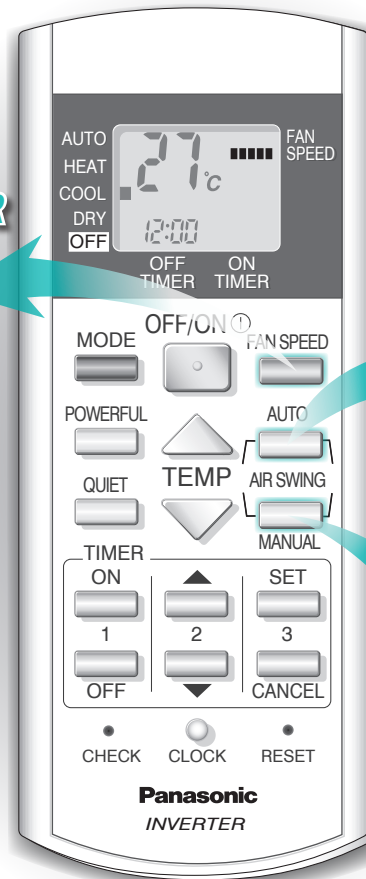 AUTO
HEAT
COOL
DRY
OFF
27°C
12:00
FAN
SPEED
OFF
TIMER
ON
TIMER
R
OFF/ON
MODE
FAN SPEED
POWERFUL
AUTO
TEMP
QUIET
AIR SWING
MANUAL
TIMER
ON
SET
1
2
3
OFF
CANCEL
CHECK
CLOCK
RESET
Panasonic
INVERTER